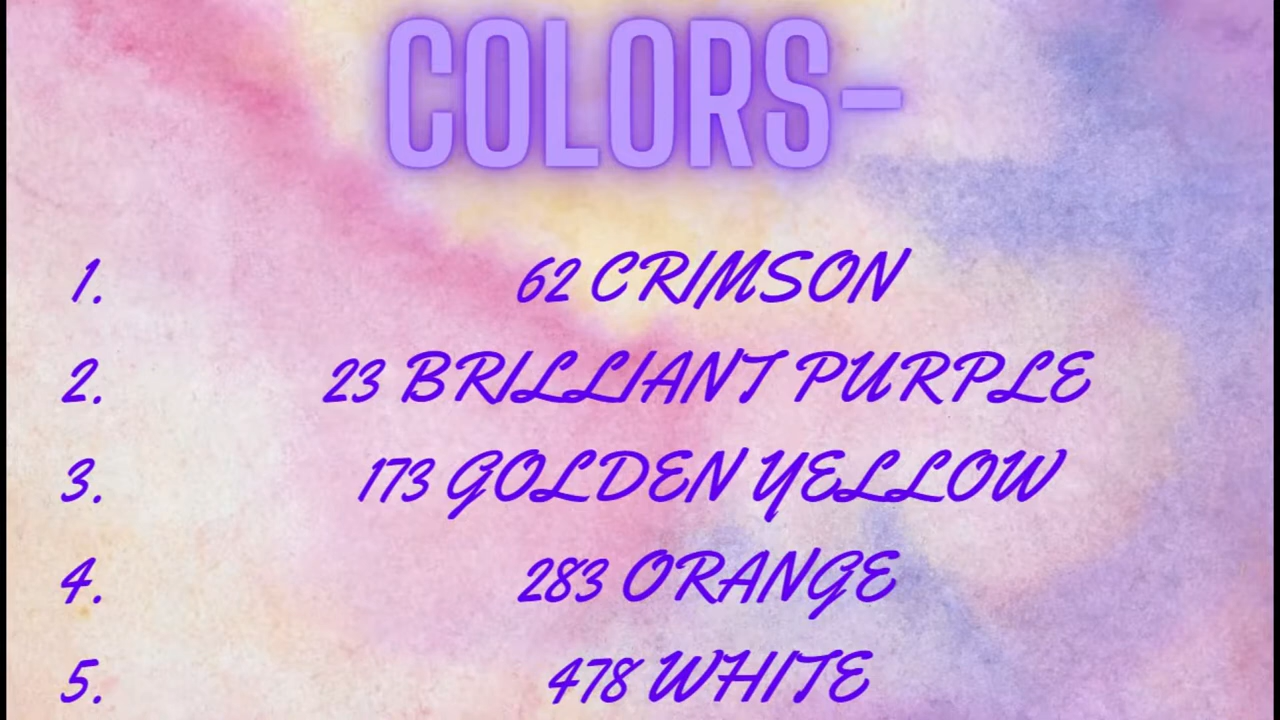 COLORS-
1. 62 CRIMSON
2. 23 BRILLIANT PURPLE
3. 173 GOLDEN YELLOW
4. 283 ORANGE
5. 478 WHITE